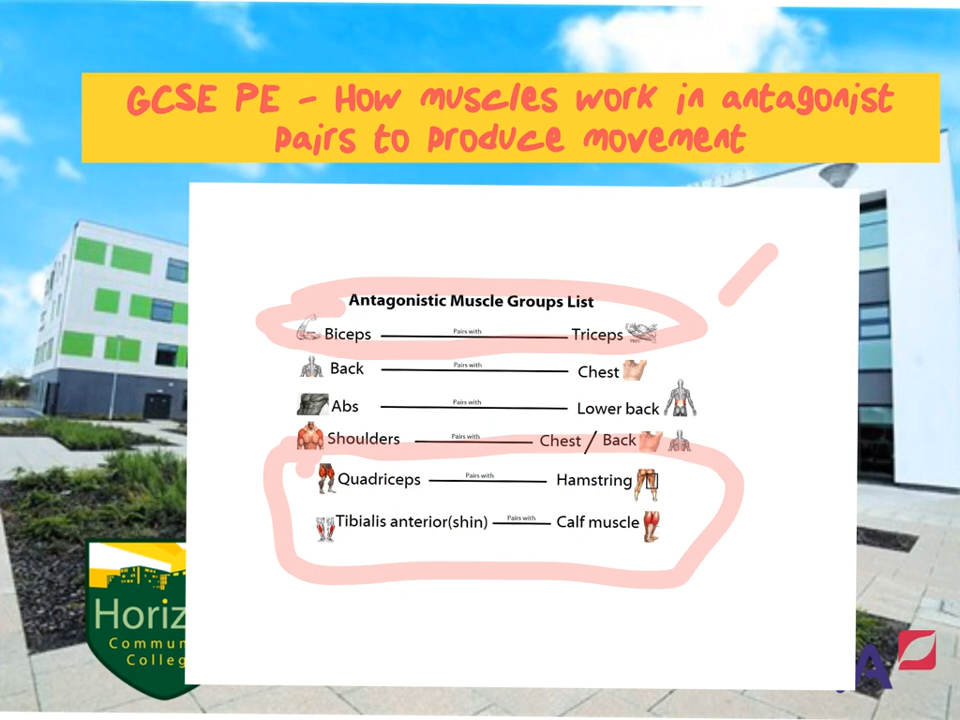 GCSE PE - How muscles work in antagonist
pairs to produce movement
Antagonistic Muscle Groups List
Biceps Pairs with Triceps
Back Pairs with Chest
Abs Pairs with Lower back
Shoulders Pairs with Chest / Back
Quadriceps Pairs with Hamstring
Tibialis anterior(shin) Pairs with Calf muscle
Horiz
Commun
Colleg
A